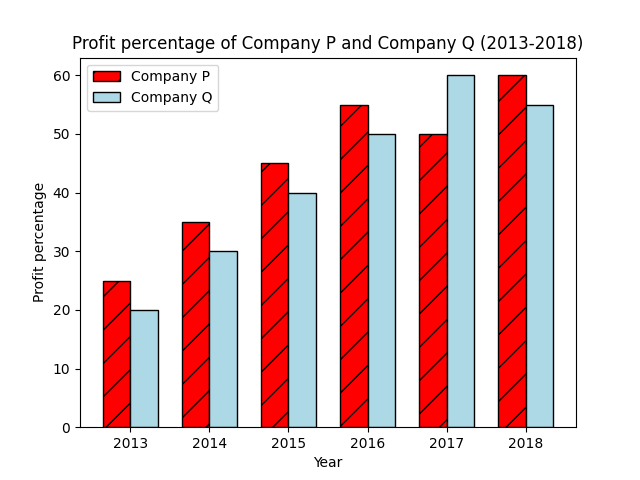 Profit percentage of Company P and Company Q (2013-2018)
Company P
Company Q
Profit percentage
60
50
40
30
20
10
0
2013 2014 2015 2016 2017 2018
Year